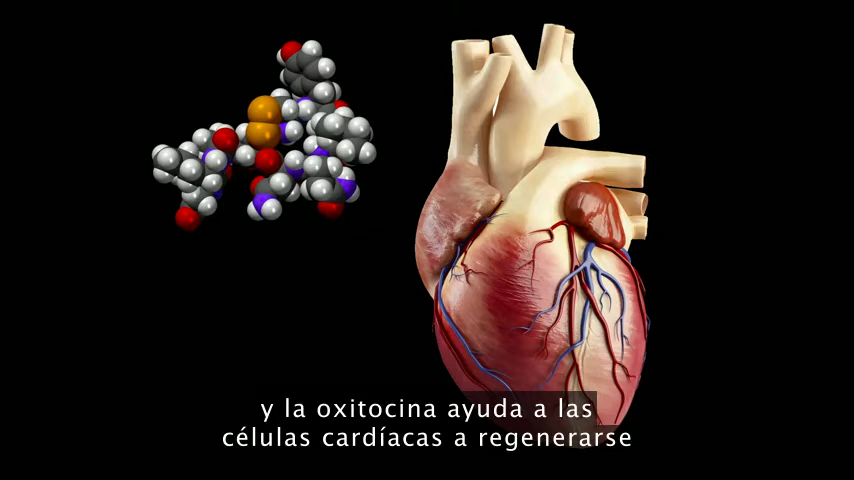 y la oxitocina ayuda a las
células cardíacas a regenerarse